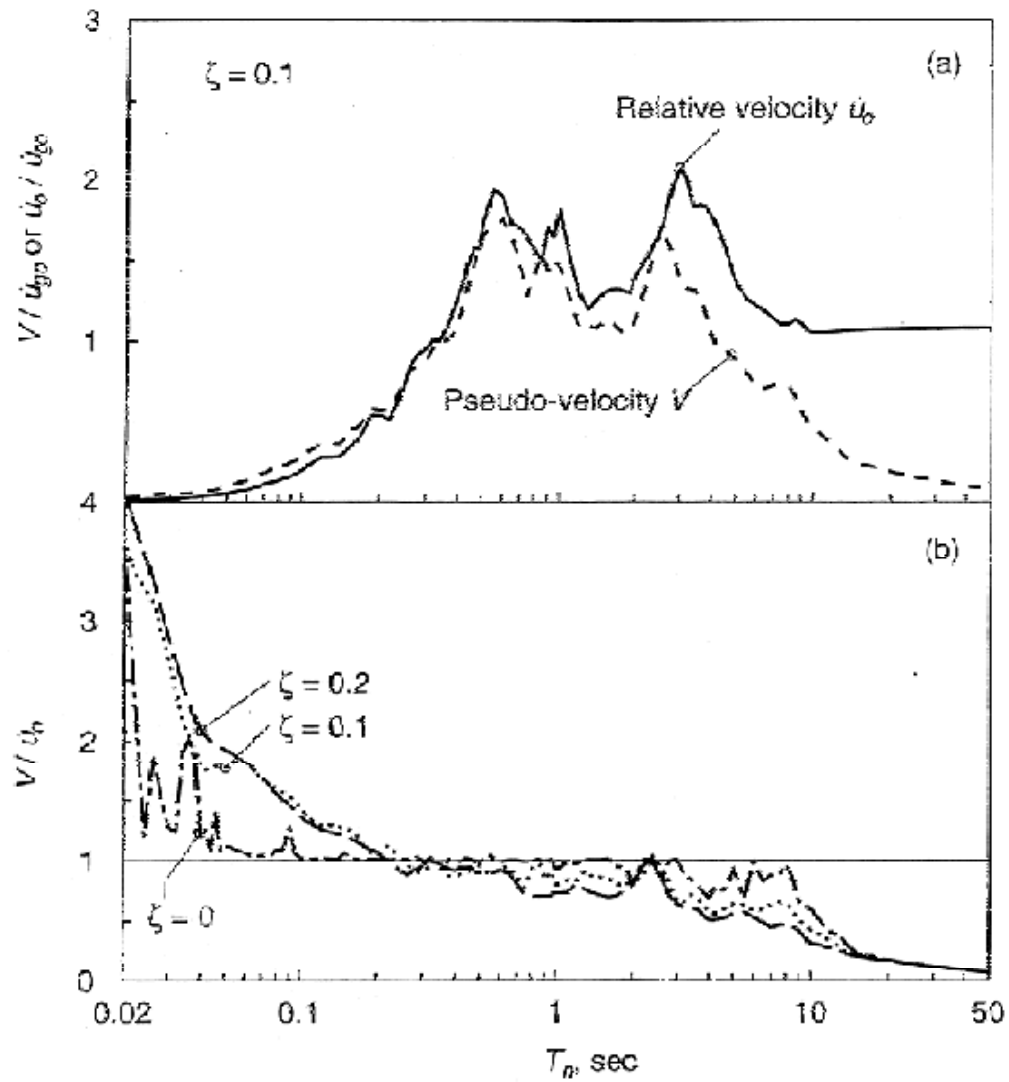 3
(a)
ζ = 0.1
Relative velocity u̇ₒ
2
V / u̇gₒ or u̇ₒ / u̇gₒ
1
Pseudo-velocity V
4
(b)
3
ζ = 0.2
ζ = 0.1
2
V / u̇ₒ
1
ζ = 0
0
0.02
0.1
1
10
50
Tₙ, sec